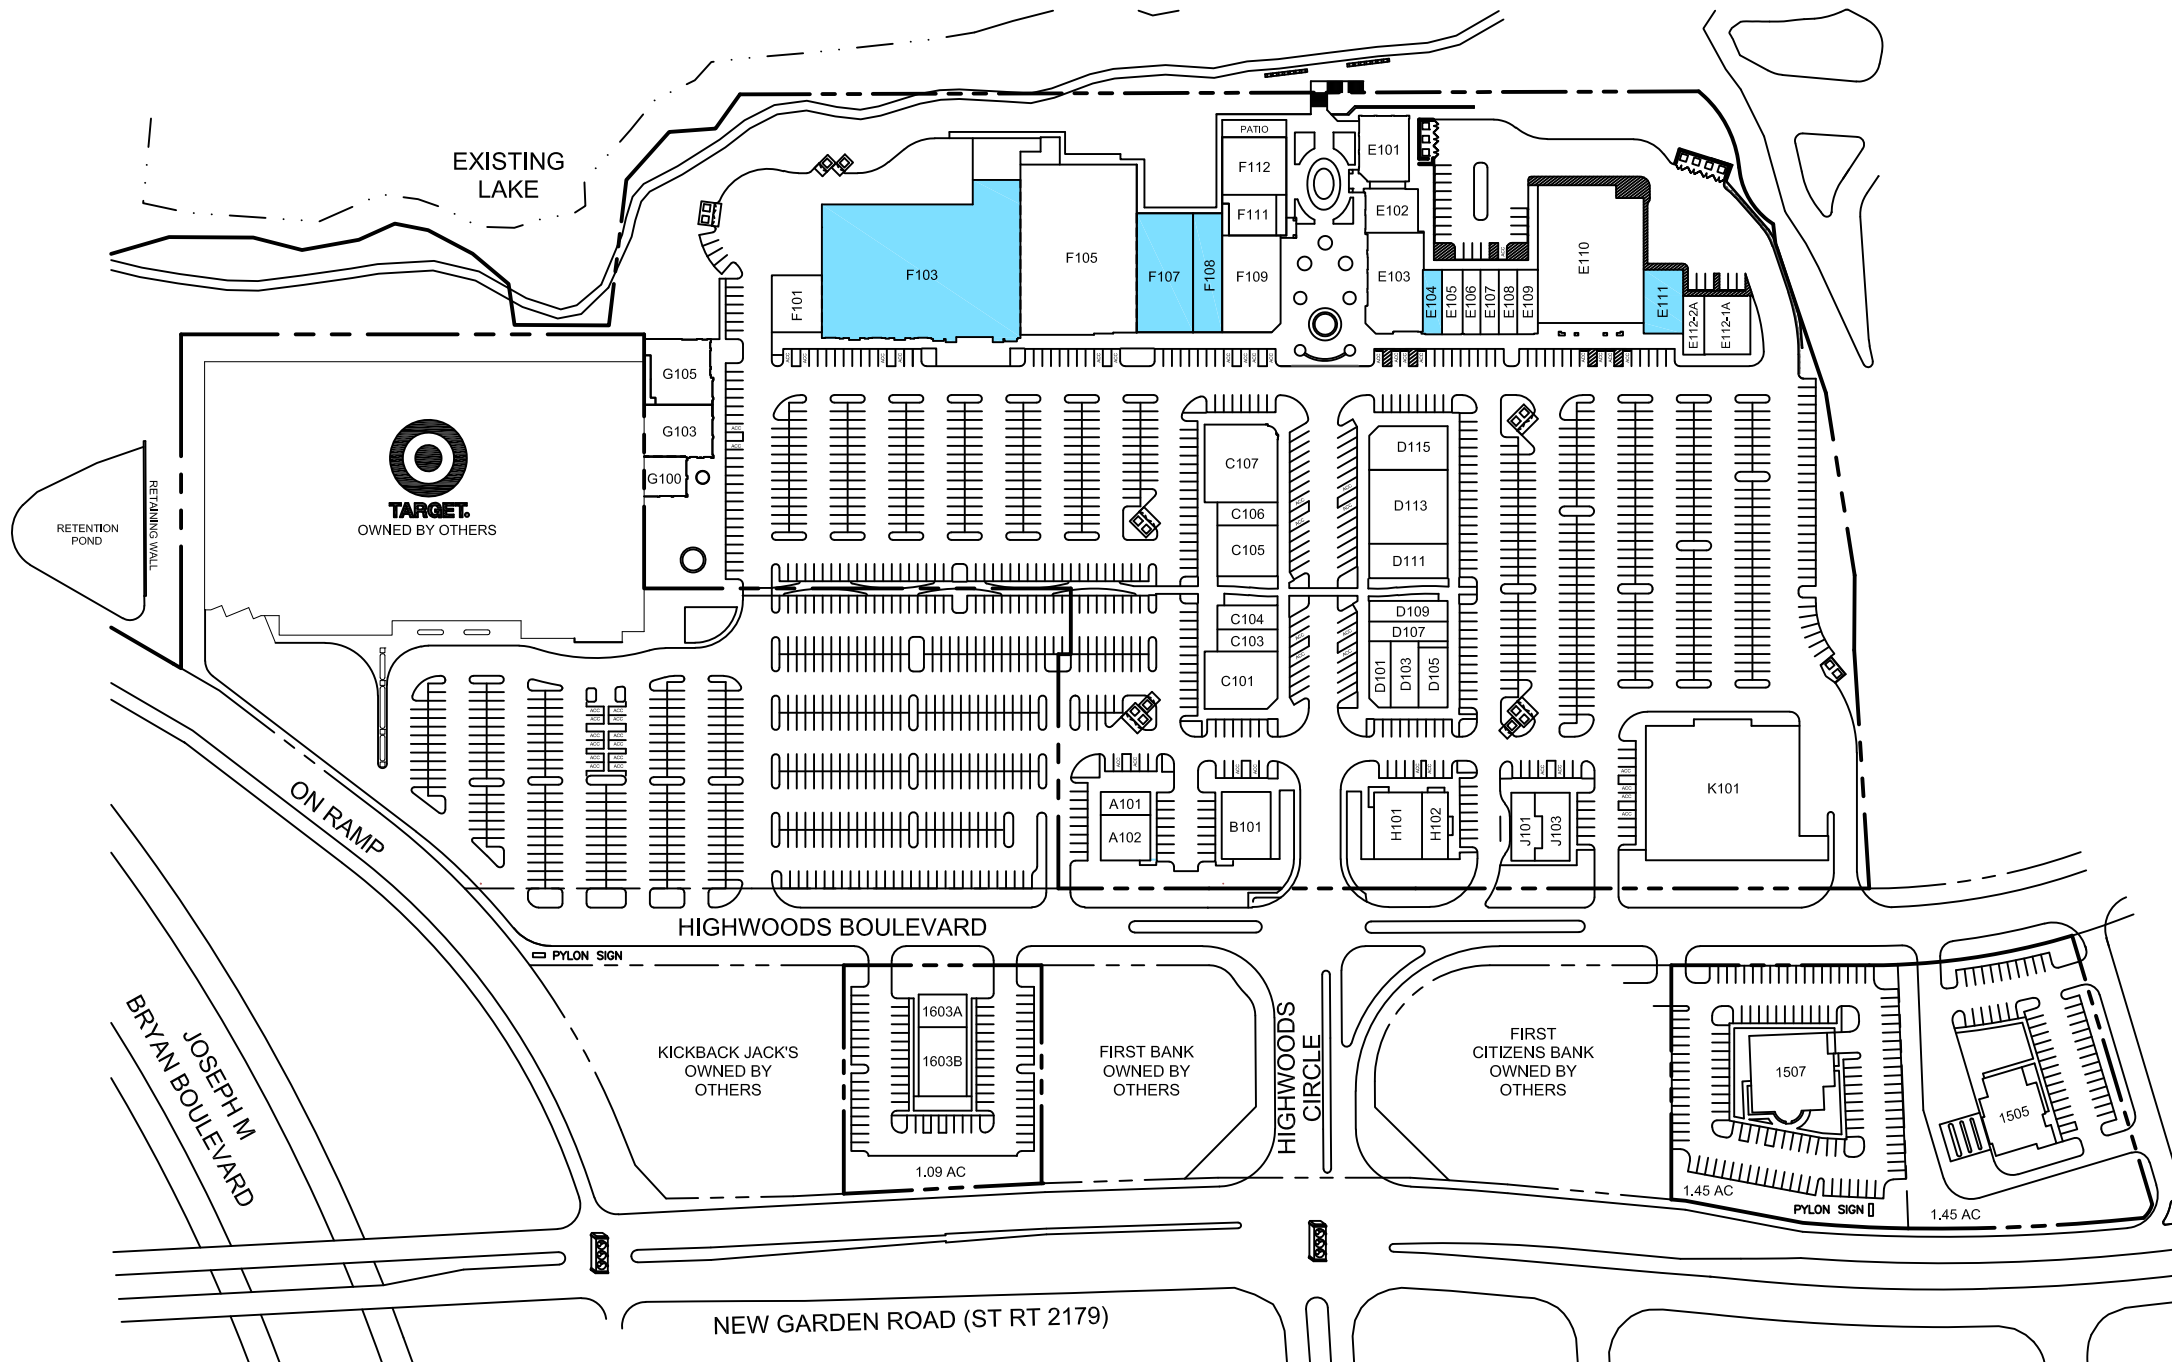 EXISTING
LAKE
PATIO
F112
F111
F109
F108
F107
F105
F103
F101
E101
E102
E103
E104
E105
E106
E107
E108
E109
E110
E111
E112-2A
E112-1A
G105
G103
G100
TARGET.
OWNED BY OTHERS
RETENTION
POND
RETAINING WALL
C107
C106
C105
C104
C103
C101
D115
D113
D111
D109
D107
D101
D103
D105
A101
A102
B101
H101
H102
J101
J103
K101
ON RAMP
HIGHWOODS BOULEVARD
PYLON SIGN
JOSEPH M
BRYAN BOULEVARD
KICKBACK JACK'S
OWNED BY
OTHERS
1603A
1603B
1.09 AC
FIRST BANK
OWNED BY
OTHERS
HIGHWOODS
CIRCLE
FIRST
CITIZENS BANK
OWNED BY
OTHERS
1507
1.45 AC
PYLON SIGN
1505
1.45 AC
NEW GARDEN ROAD (ST RT 2179)